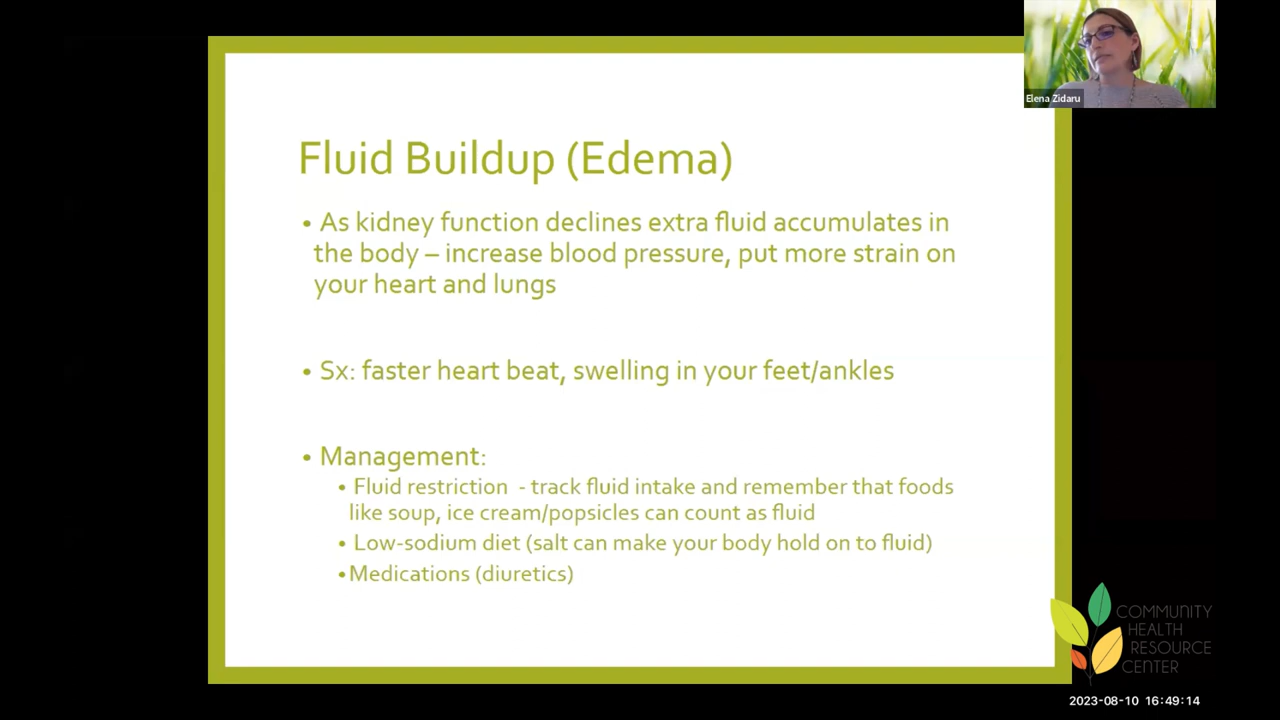 Elena Zidaru
Fluid Buildup (Edema)
• As kidney function declines extra fluid accumulates in
the body – increase blood pressure, put more strain on
your heart and lungs
• Sx: faster heart beat, swelling in your feet/ankles
• Management:
• Fluid restriction - track fluid intake and remember that foods
like soup, ice cream/popsicles can count as fluid
• Low-sodium diet (salt can make your body hold on to fluid)
• Medications (diuretics)
COMMUNITY
HEALTH
RESOURCE
CENTER
2023-08-10 16:49:14